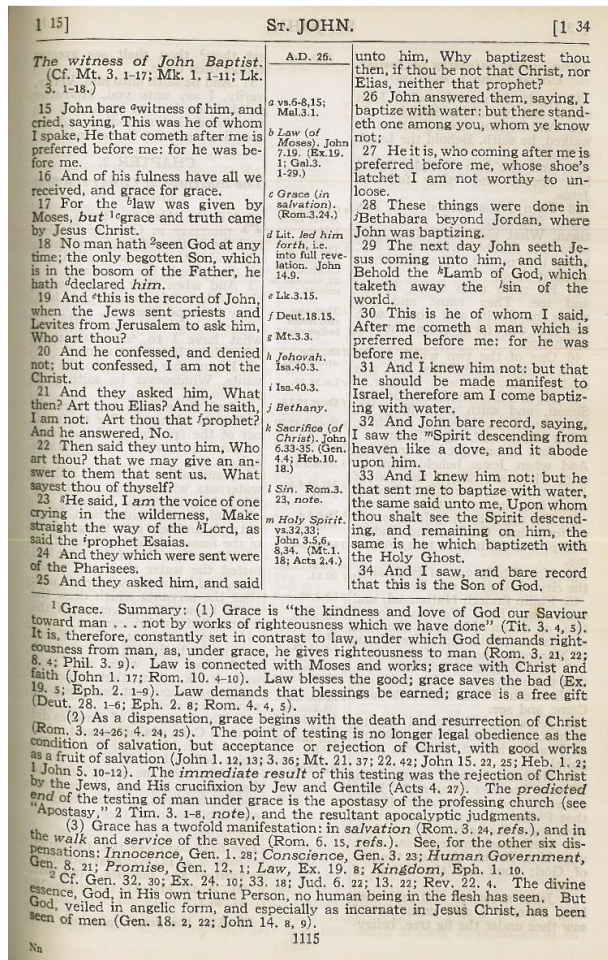 1 15]
ST. JOHN.
[1 34
The witness of John Baptist.
(Cf. Mt. 3. 1-17; Mk. 1. 1-11; Lk.
3. 1-18.)
15 John bare ᵃwitness of him, and
cried, saying, This was he of whom
I spake, He that cometh after me is
preferred before me: for he was be-
fore me.
16 And of his fulness have all we
received, and grace for grace.
17 For the ᵇlaw was given by
Moses, but ¹ᶜgrace and truth came
by Jesus Christ.
18 No man hath ²seen God at any
time; the only begotten Son, which
is in the bosom of the Father, he
hath ᵈdeclared him.
19 And ᵉthis is the record of John,
when the Jews sent priests and
Levites from Jerusalem to ask him,
Who art thou?
20 And he confessed, and denied
not; but confessed, I am not the
Christ.
21 And they asked him, What
then? Art thou Elias? And he saith,
I am not. Art thou that ᶠprophet?
And he answered, No.
22 Then said they unto him, Who
art thou? that we may give an an-
swer to them that sent us. What
sayest thou of thyself?
23 ᵍHe said, I am the voice of one
crying in the wilderness, Make
straight the way of the ʰLord, as
said the ⁱprophet Esaias.
24 And they which were sent were
of the Pharisees.
25 And they asked him, and said
A.D. 26.
a vs.6-8,15;
Mal.3.1.
b Law (of
Moses). John
7.19. (Ex.19.
1; Gal.3.
1-29.)
c Grace (in
salvation).
(Rom.3.24.)
d Lit. led him
forth, i.e.
into full reve-
lation. John
14.9.
e Lk.3.15.
f Deut.18.15.
g Mt.3.3.
h Jehovah.
Isa.40.3.
i Isa.40.3.
j Bethany.
k Sacrifice (of
Christ). John
6.33-35. (Gen.
4.4; Heb.10.
18.)
l Sin. Rom.3.
23, note.
m Holy Spirit.
vs.32,33;
John 3.5,6,
8,34. (Mt.1.
18; Acts 2.4.)
unto him, Why baptizest thou
then, if thou be not that Christ, nor
Elias, neither that prophet?
26 John answered them, saying, I
baptize with water: but there stand-
eth one among you, whom ye know
not;
27 He it is, who coming after me is
preferred before me, whose shoe's
latchet I am not worthy to un-
loose.
28 These things were done in
ʲBethabara beyond Jordan, where
John was baptizing.
29 The next day John seeth Je-
sus coming unto him, and saith,
Behold the ᵏLamb of God, which
taketh away the ˡsin of the
world.
30 This is he of whom I said,
After me cometh a man which is
preferred before me: for he was
before me.
31 And I knew him not: but that
he should be made manifest to
Israel, therefore am I come baptiz-
ing with water.
32 And John bare record, saying,
I saw the ᵐSpirit descending from
heaven like a dove, and it abode
upon him.
33 And I knew him not: but he
that sent me to baptize with water,
the same said unto me, Upon whom
thou shalt see the Spirit descend-
ing, and remaining on him, the
same is he which baptizeth with
the Holy Ghost.
34 And I saw, and bare record
that this is the Son of God.
¹ Grace. Summary: (1) Grace is "the kindness and love of God our Saviour
toward man . . . not by works of righteousness which we have done" (Tit. 3. 4, 5).
It is, therefore, constantly set in contrast to law, under which God demands right-
eousness from man, as, under grace, he gives righteousness to man (Rom. 3. 21, 22;
8. 4; Phil. 3. 9). Law is connected with Moses and works; grace with Christ and
faith (John 1. 17; Rom. 10. 4-10). Law blesses the good; grace saves the bad (Ex.
19. 5; Eph. 2. 1-9). Law demands that blessings be earned; grace is a free gift
(Deut. 28. 1-6; Eph. 2. 8; Rom. 4. 4, 5).
(2) As a dispensation, grace begins with the death and resurrection of Christ
(Rom. 3. 24-26; 4. 24, 25). The point of testing is no longer legal obedience as the
condition of salvation, but acceptance or rejection of Christ, with good works
as a fruit of salvation (John 1. 12, 13; 3. 36; Mt. 21. 37; 22. 42; John 15. 22, 25; Heb. 1. 2;
1 John 5. 10-12). The immediate result of this testing was the rejection of Christ
by the Jews, and His crucifixion by Jew and Gentile (Acts 4. 27). The predicted
end of the testing of man under grace is the apostasy of the professing church (see
"Apostasy," 2 Tim. 3. 1-8, note), and the resultant apocalyptic judgments.
(3) Grace has a twofold manifestation: in salvation (Rom. 3. 24, refs.), and in
the walk and service of the saved (Rom. 6. 15, refs.). See, for the other six dis-
pensations: Innocence, Gen. 1. 28; Conscience, Gen. 3. 23; Human Government,
Gen. 8. 21; Promise, Gen. 12. 1; Law, Ex. 19. 8; Kingdom, Eph. 1. 10.
² Cf. Gen. 32. 30; Ex. 24. 10; 33. 18; Jud. 6. 22; 13. 22; Rev. 22. 4. The divine
essence, God, in His own triune Person, no human being in the flesh has seen. But
God, veiled in angelic form, and especially as incarnate in Jesus Christ, has been
seen of men (Gen. 18. 2, 22; John 14. 8, 9).
1115
Nn